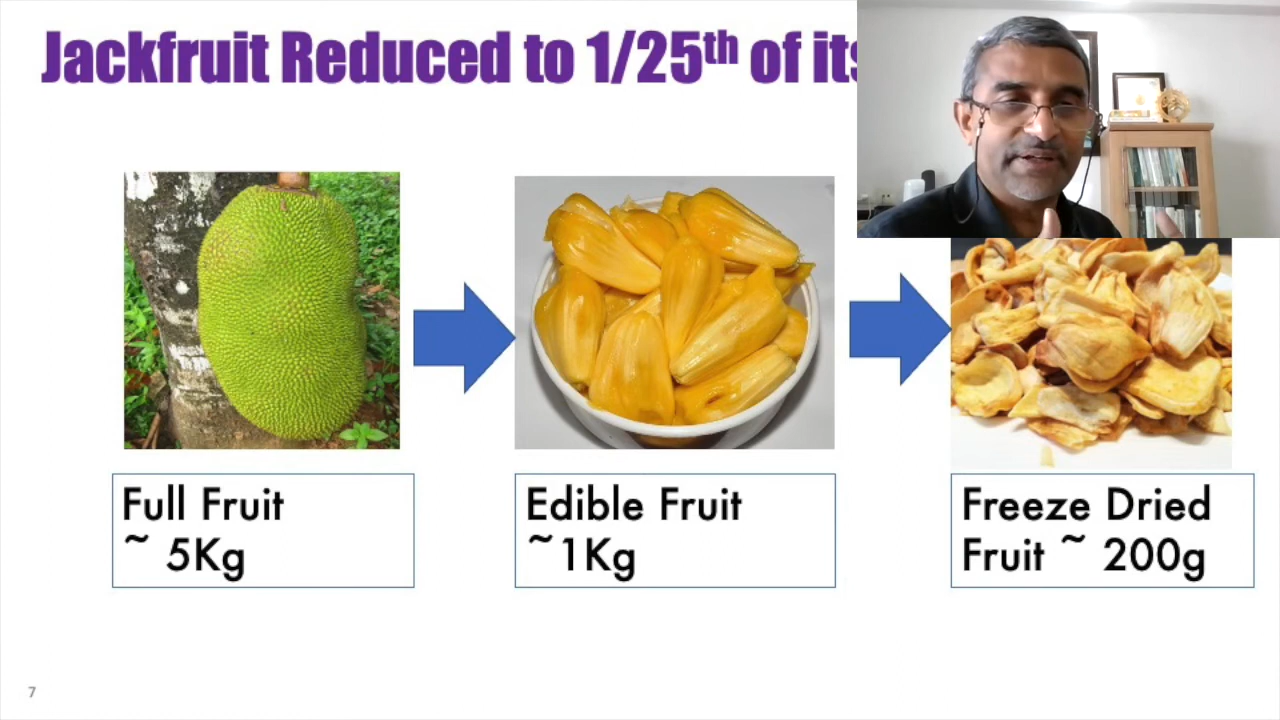 Jackfruit Reduced to 1/25th of its
Full Fruit
~ 5Kg
Edible Fruit
~1Kg
Freeze Dried
Fruit ~ 200g
7